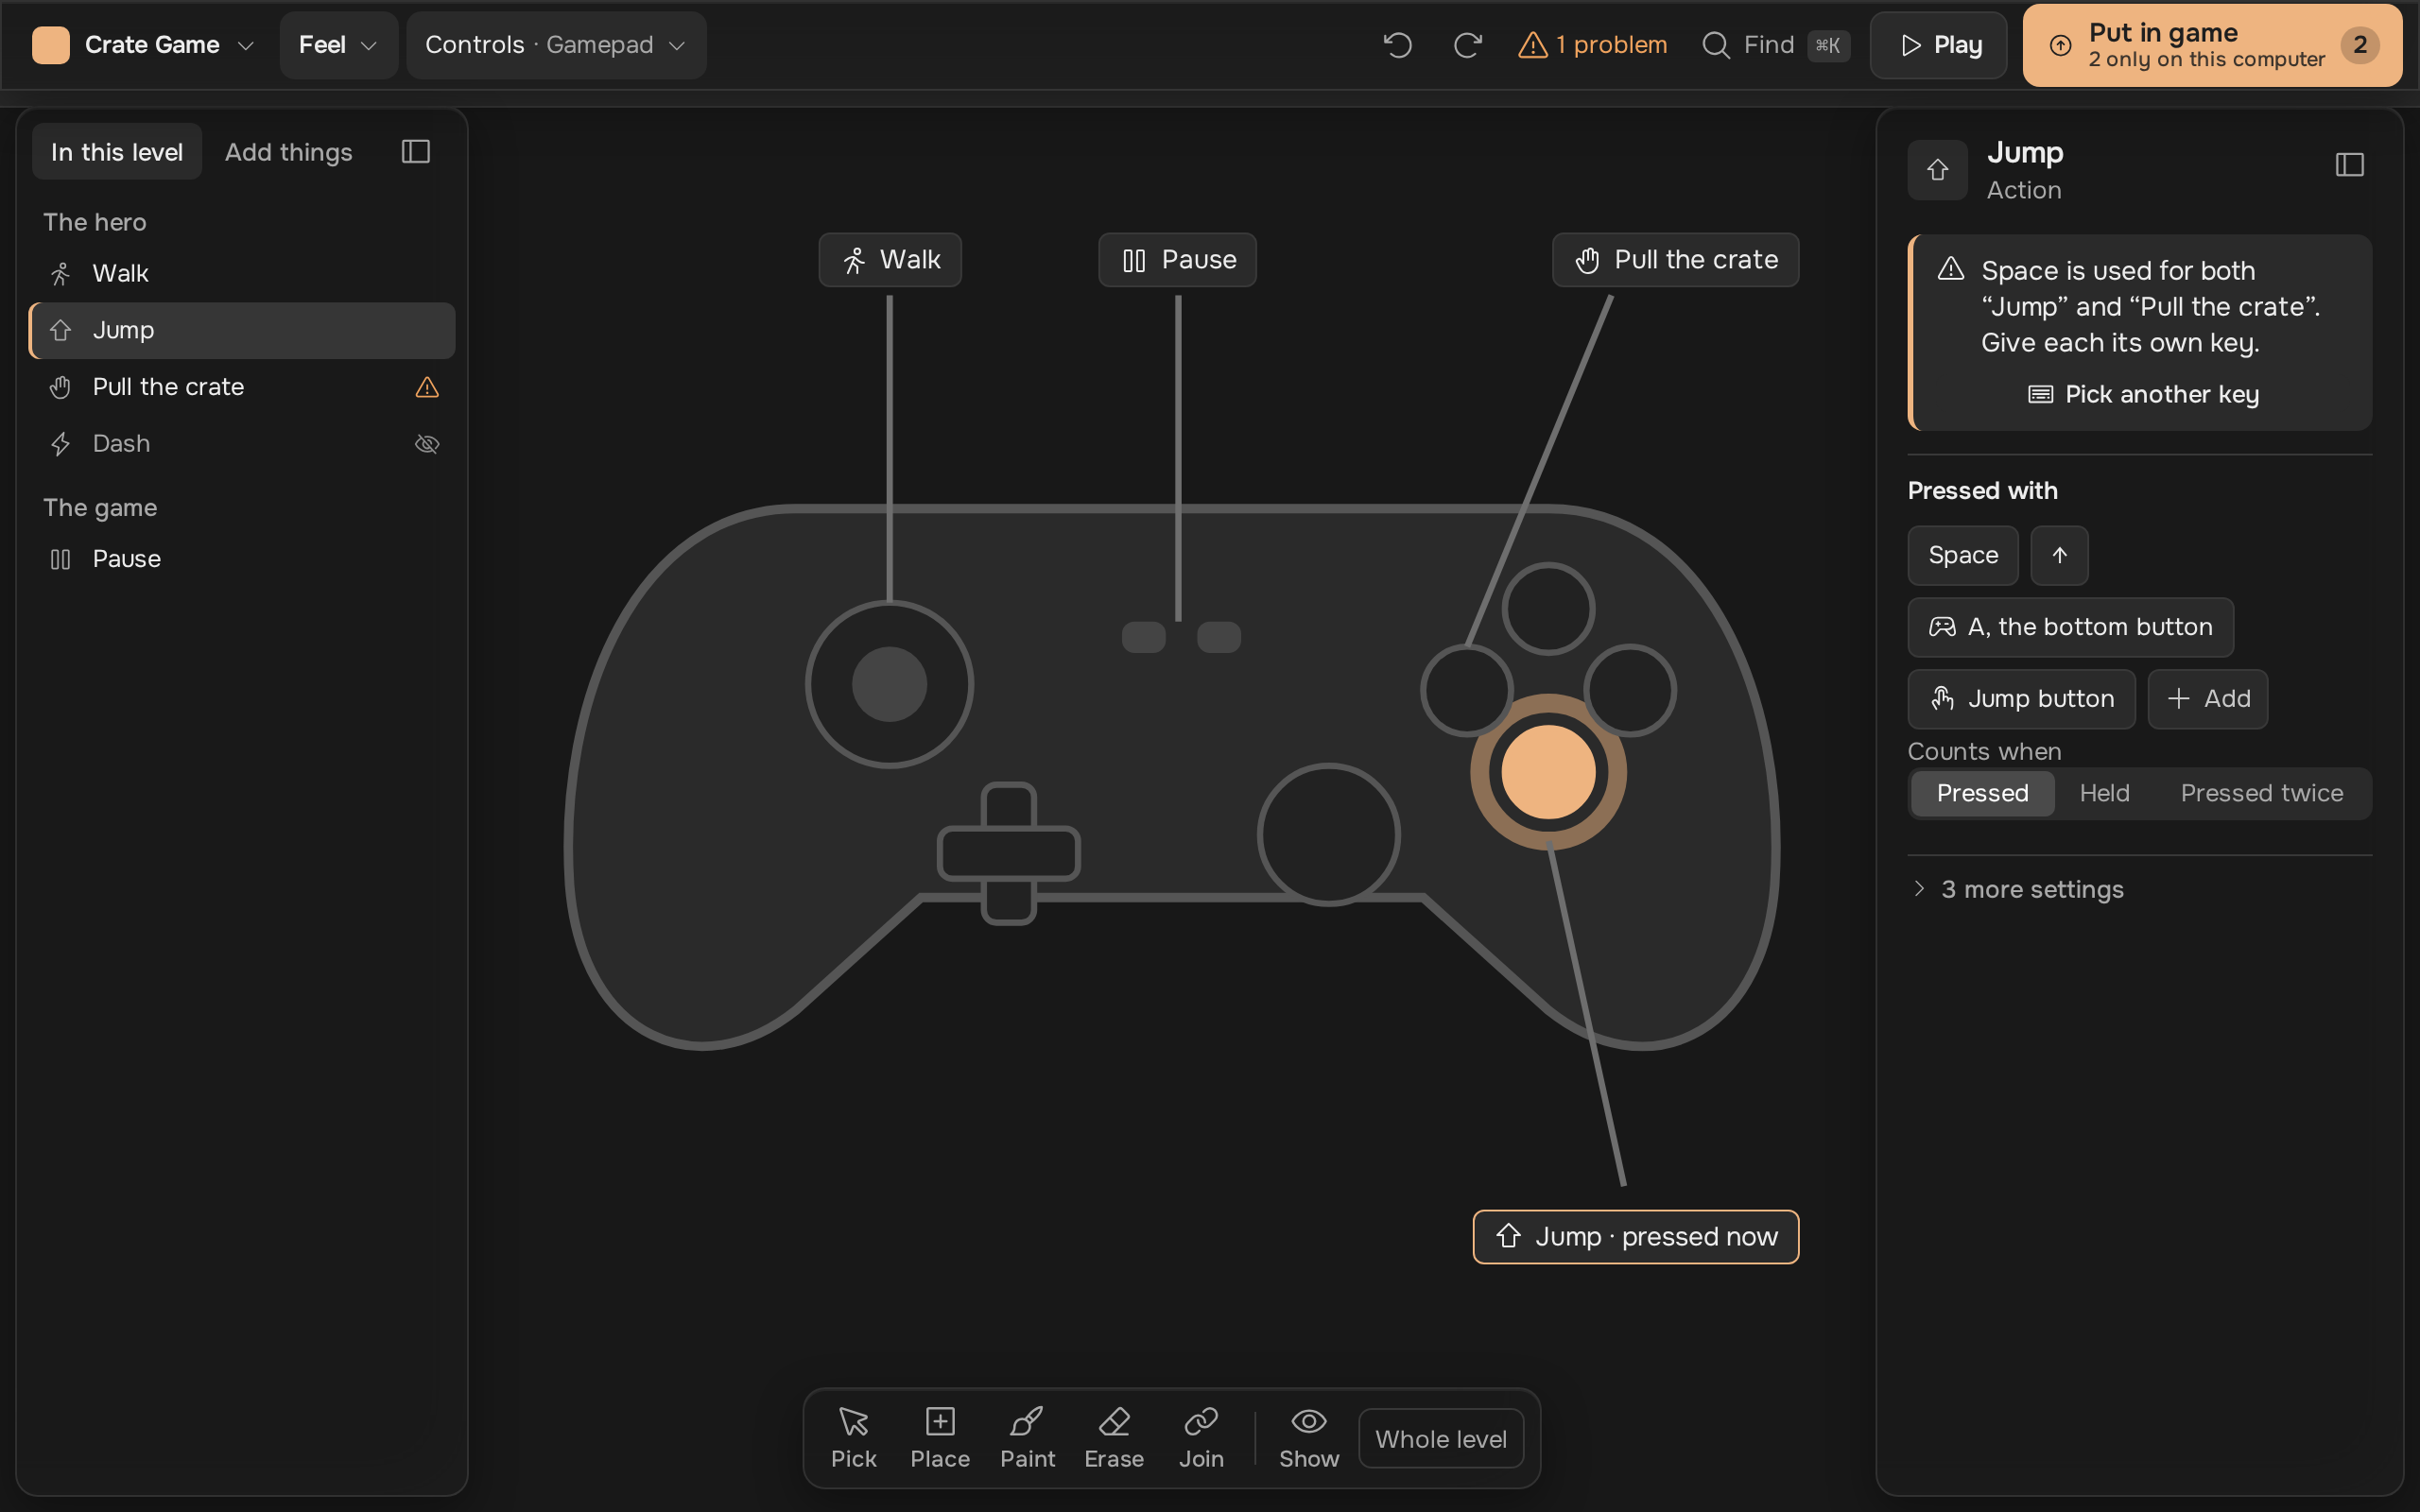 Crate Game
Feel
Controls · Gamepad
1 problem
Find ⌘K
Play
Put in game
2 only on this computer
2
In this level
Add things
The hero
Walk
Jump
Pull the crate
Dash
The game
Pause
Walk
Pause
Pull the crate
Jump · pressed now
Pick
Place
Paint
Erase
Join
Show
Whole level
Jump
Action
Space is used for both
“Jump” and “Pull the crate”.
Give each its own key.
Pick another key
Pressed with
Space
A, the bottom button
Jump button
Add
Counts when
Pressed
Held
Pressed twice
3 more settings